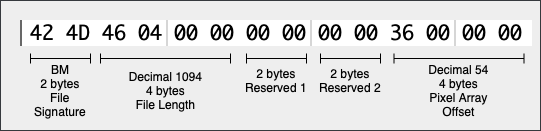 42 4D 46 04 00 00 00 00 00 00 36 00 00 00
BM
2 bytes
File
Signature
Decimal 1094
4 bytes
File Length
2 bytes
Reserved 1
2 bytes
Reserved 2
Decimal 54
4 bytes
Pixel Array
Offset